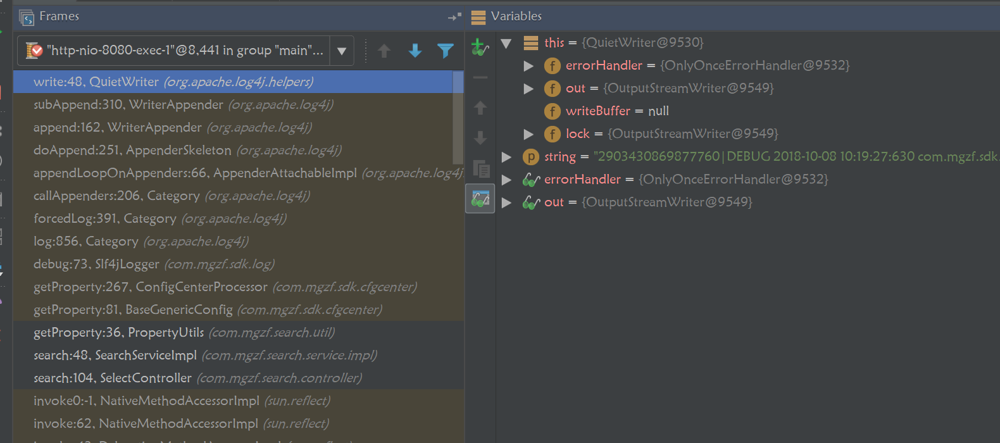 Frames
"http-nio-8080-exec-1"@8,441 in group "main"...
write:48, QuietWriter (org.apache.log4j.helpers)
subAppend:310, WriterAppender (org.apache.log4j)
append:162, WriterAppender (org.apache.log4j)
doAppend:251, AppenderSkeleton (org.apache.log4j)
appendLoopOnAppenders:66, AppenderAttachableImpl (org.apache.log4j
callAppenders:206, Category (org.apache.log4j)
forcedLog:391, Category (org.apache.log4j)
log:856, Category (org.apache.log4j)
debug:73, Slf4jLogger (com.mgzf.sdk.log)
getProperty:267, ConfigCenterProcessor (com.mgzf.sdk.cfgcenter)
getProperty:81, BaseGenericConfig (com.mgzf.sdk.cfgcenter)
getProperty:36, PropertyUtils (com.mgzf.search.util)
search:48, SearchServiceImpl (com.mgzf.search.service.impl)
search:104, SelectController (com.mgzf.search.controller)
invoke0:-1, NativeMethodAccessorImpl (sun.reflect)
invoke:62, NativeMethodAccessorImpl (sun.reflect)
Variables
this = {QuietWriter@9530}
f errorHandler = {OnlyOnceErrorHandler@9532}
f out = {OutputStreamWriter@9549}
f writeBuffer = null
f lock = {OutputStreamWriter@9549}
p string = "2903430869877760|DEBUG 2018-10-08 10:19:27:630 com.mgzf.sdk.
errorHandler = {OnlyOnceErrorHandler@9532}
out = {OutputStreamWriter@9549}